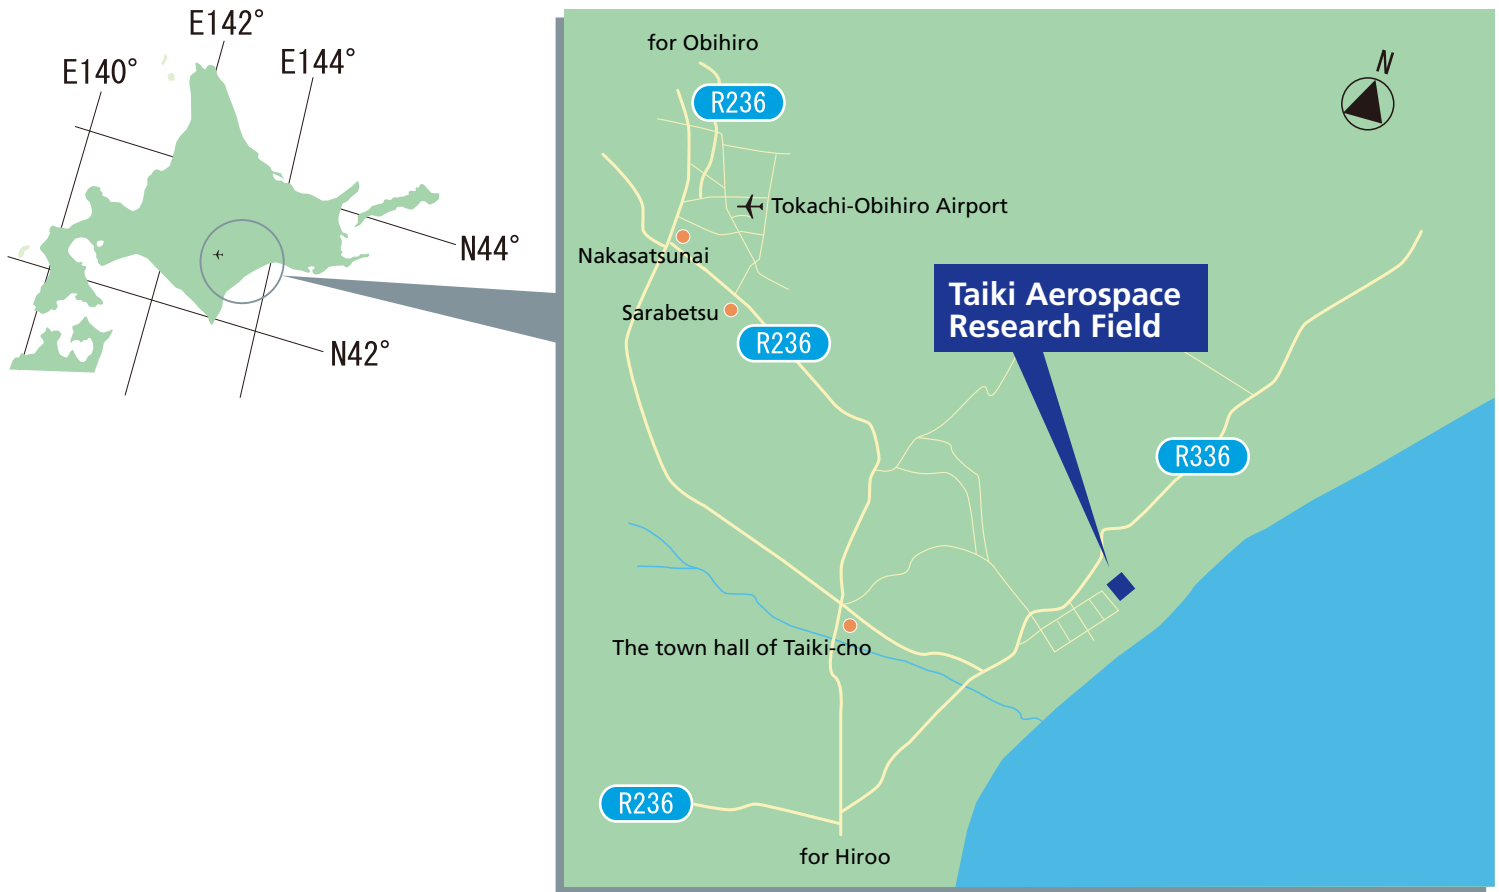 E142°
E144°
E140°
N44°
N42°
for Obihiro
R236
N
Tokachi-Obihiro Airport
Nakasatsunai
Sarabetsu
R236
Taiki Aerospace
Research Field
R336
The town hall of Taiki-cho
R236
for Hiroo